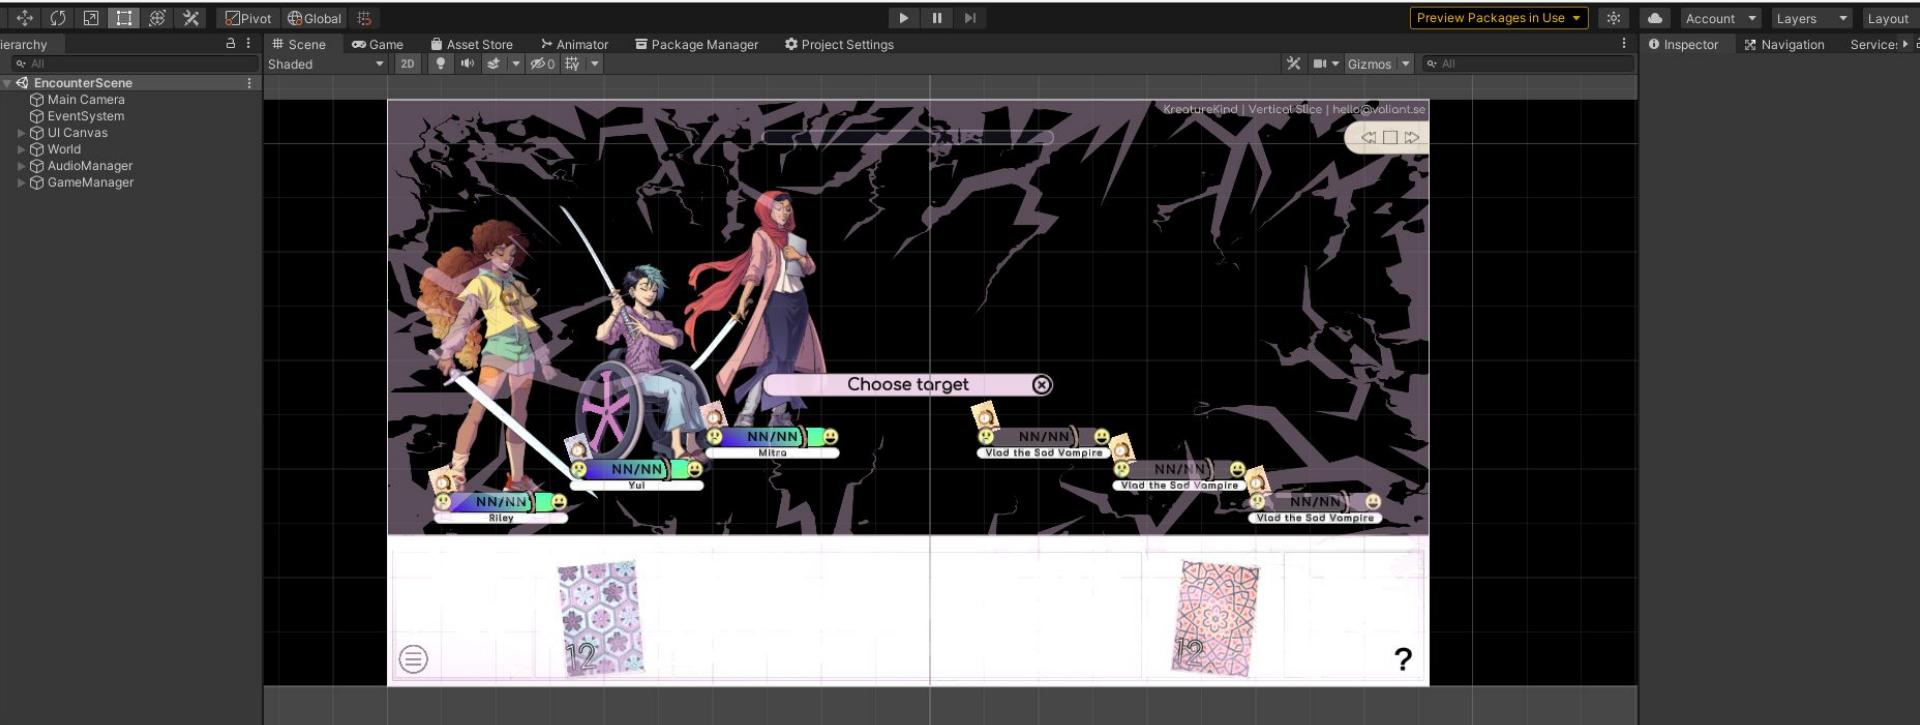 Pivot Global Preview Packages in Use Account Layers Layout
ierarchy Scene Game Asset Store Animator Package Manager Project Settings Inspector Navigation Services
All Shaded 2D 0 Gizmos All
EncounterScene
Main Camera
EventSystem
UI Canvas
World
AudioManager
GameManager
KreatureKind | Vertical Slice | hello@valiant.se
Choose target
NN/NN
Mitra
NN/NN
Yui
NN/NN
Riley
NN/NN
Vlad the Sad Vampire
NN/NN
Vlad the Sad Vampire
NN/NN
Vlad the Sad Vampire
12
12
?